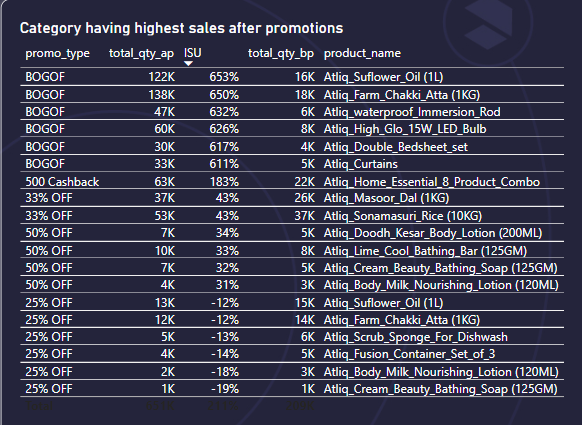 Category having highest sales after promotions
promo_type total_qty_ap ISU total_qty_bp product_name
BOGOF 122K 653% 16K Atliq_Suflower_Oil (1L)
BOGOF 138K 650% 18K Atliq_Farm_Chakki_Atta (1KG)
BOGOF 47K 632% 6K Atliq_waterproof_Immersion_Rod
BOGOF 60K 626% 8K Atliq_High_Glo_15W_LED_Bulb
BOGOF 30K 617% 4K Atliq_Double_Bedsheet_set
BOGOF 33K 611% 5K Atliq_Curtains
500 Cashback 63K 183% 22K Atliq_Home_Essential_8_Product_Combo
33% OFF 37K 43% 26K Atliq_Masoor_Dal (1KG)
33% OFF 53K 43% 37K Atliq_Sonamasuri_Rice (10KG)
50% OFF 7K 34% 5K Atliq_Doodh_Kesar_Body_Lotion (200ML)
50% OFF 10K 33% 8K Atliq_Lime_Cool_Bathing_Bar (125GM)
50% OFF 7K 32% 5K Atliq_Cream_Beauty_Bathing_Soap (125GM)
50% OFF 4K 31% 3K Atliq_Body_Milk_Nourishing_Lotion (120ML)
25% OFF 13K -12% 15K Atliq_Suflower_Oil (1L)
25% OFF 12K -12% 14K Atliq_Farm_Chakki_Atta (1KG)
25% OFF 5K -13% 6K Atliq_Scrub_Sponge_For_Dishwash
25% OFF 4K -14% 5K Atliq_Fusion_Container_Set_of_3
25% OFF 2K -18% 3K Atliq_Body_Milk_Nourishing_Lotion (120ML)
25% OFF 1K -19% 1K Atliq_Cream_Beauty_Bathing_Soap (125GM)